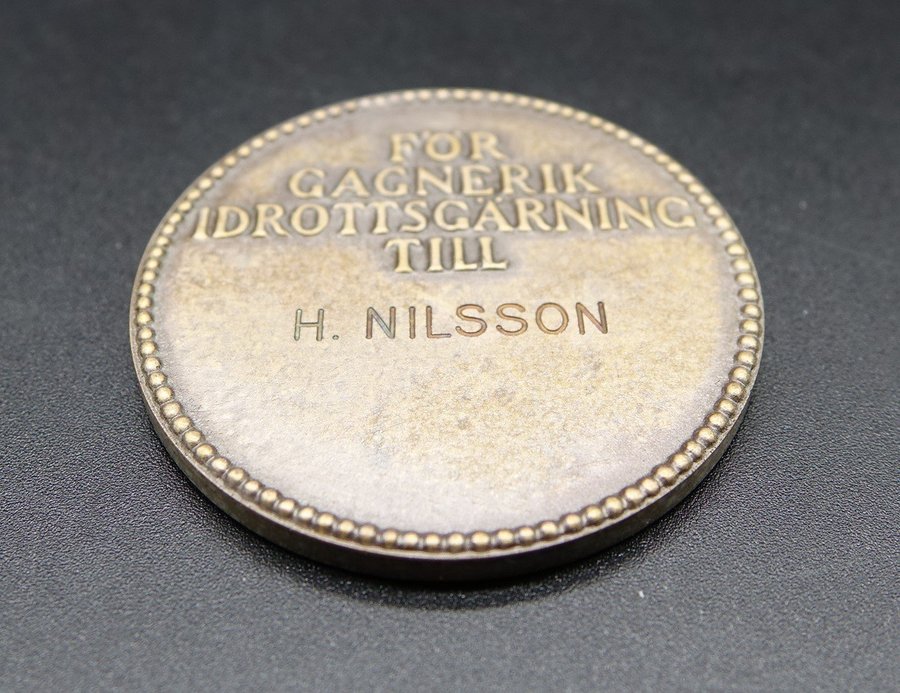 FÖR
GAGNERIK
IDROTTSGÄRNING
TILL
H. NILSSON